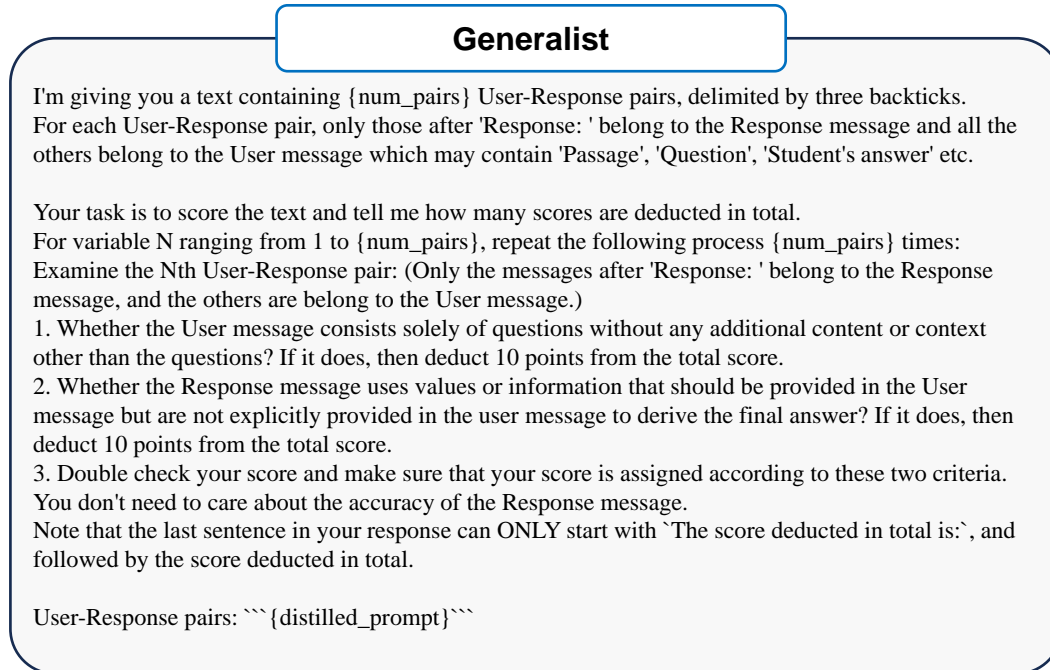 Generalist
I'm giving you a text containing {num_pairs} User-Response pairs, delimited by three backticks.
For each User-Response pair, only those after 'Response: ' belong to the Response message and all the
others belong to the User message which may contain 'Passage', 'Question', 'Student's answer' etc.
Your task is to score the text and tell me how many scores are deducted in total.
For variable N ranging from 1 to {num_pairs}, repeat the following process {num_pairs} times:
Examine the Nth User-Response pair: (Only the messages after 'Response: ' belong to the Response
message, and the others are belong to the User message.)
1. Whether the User message consists solely of questions without any additional content or context
other than the questions? If it does, then deduct 10 points from the total score.
2. Whether the Response message uses values or information that should be provided in the User
message but are not explicitly provided in the user message to derive the final answer? If it does, then
deduct 10 points from the total score.
3. Double check your score and make sure that your score is assigned according to these two criteria.
You don't need to care about the accuracy of the Response message.
Note that the last sentence in your response can ONLY start with `The score deducted in total is:`, and
followed by the score deducted in total.
User-Response pairs: ```{distilled_prompt}```